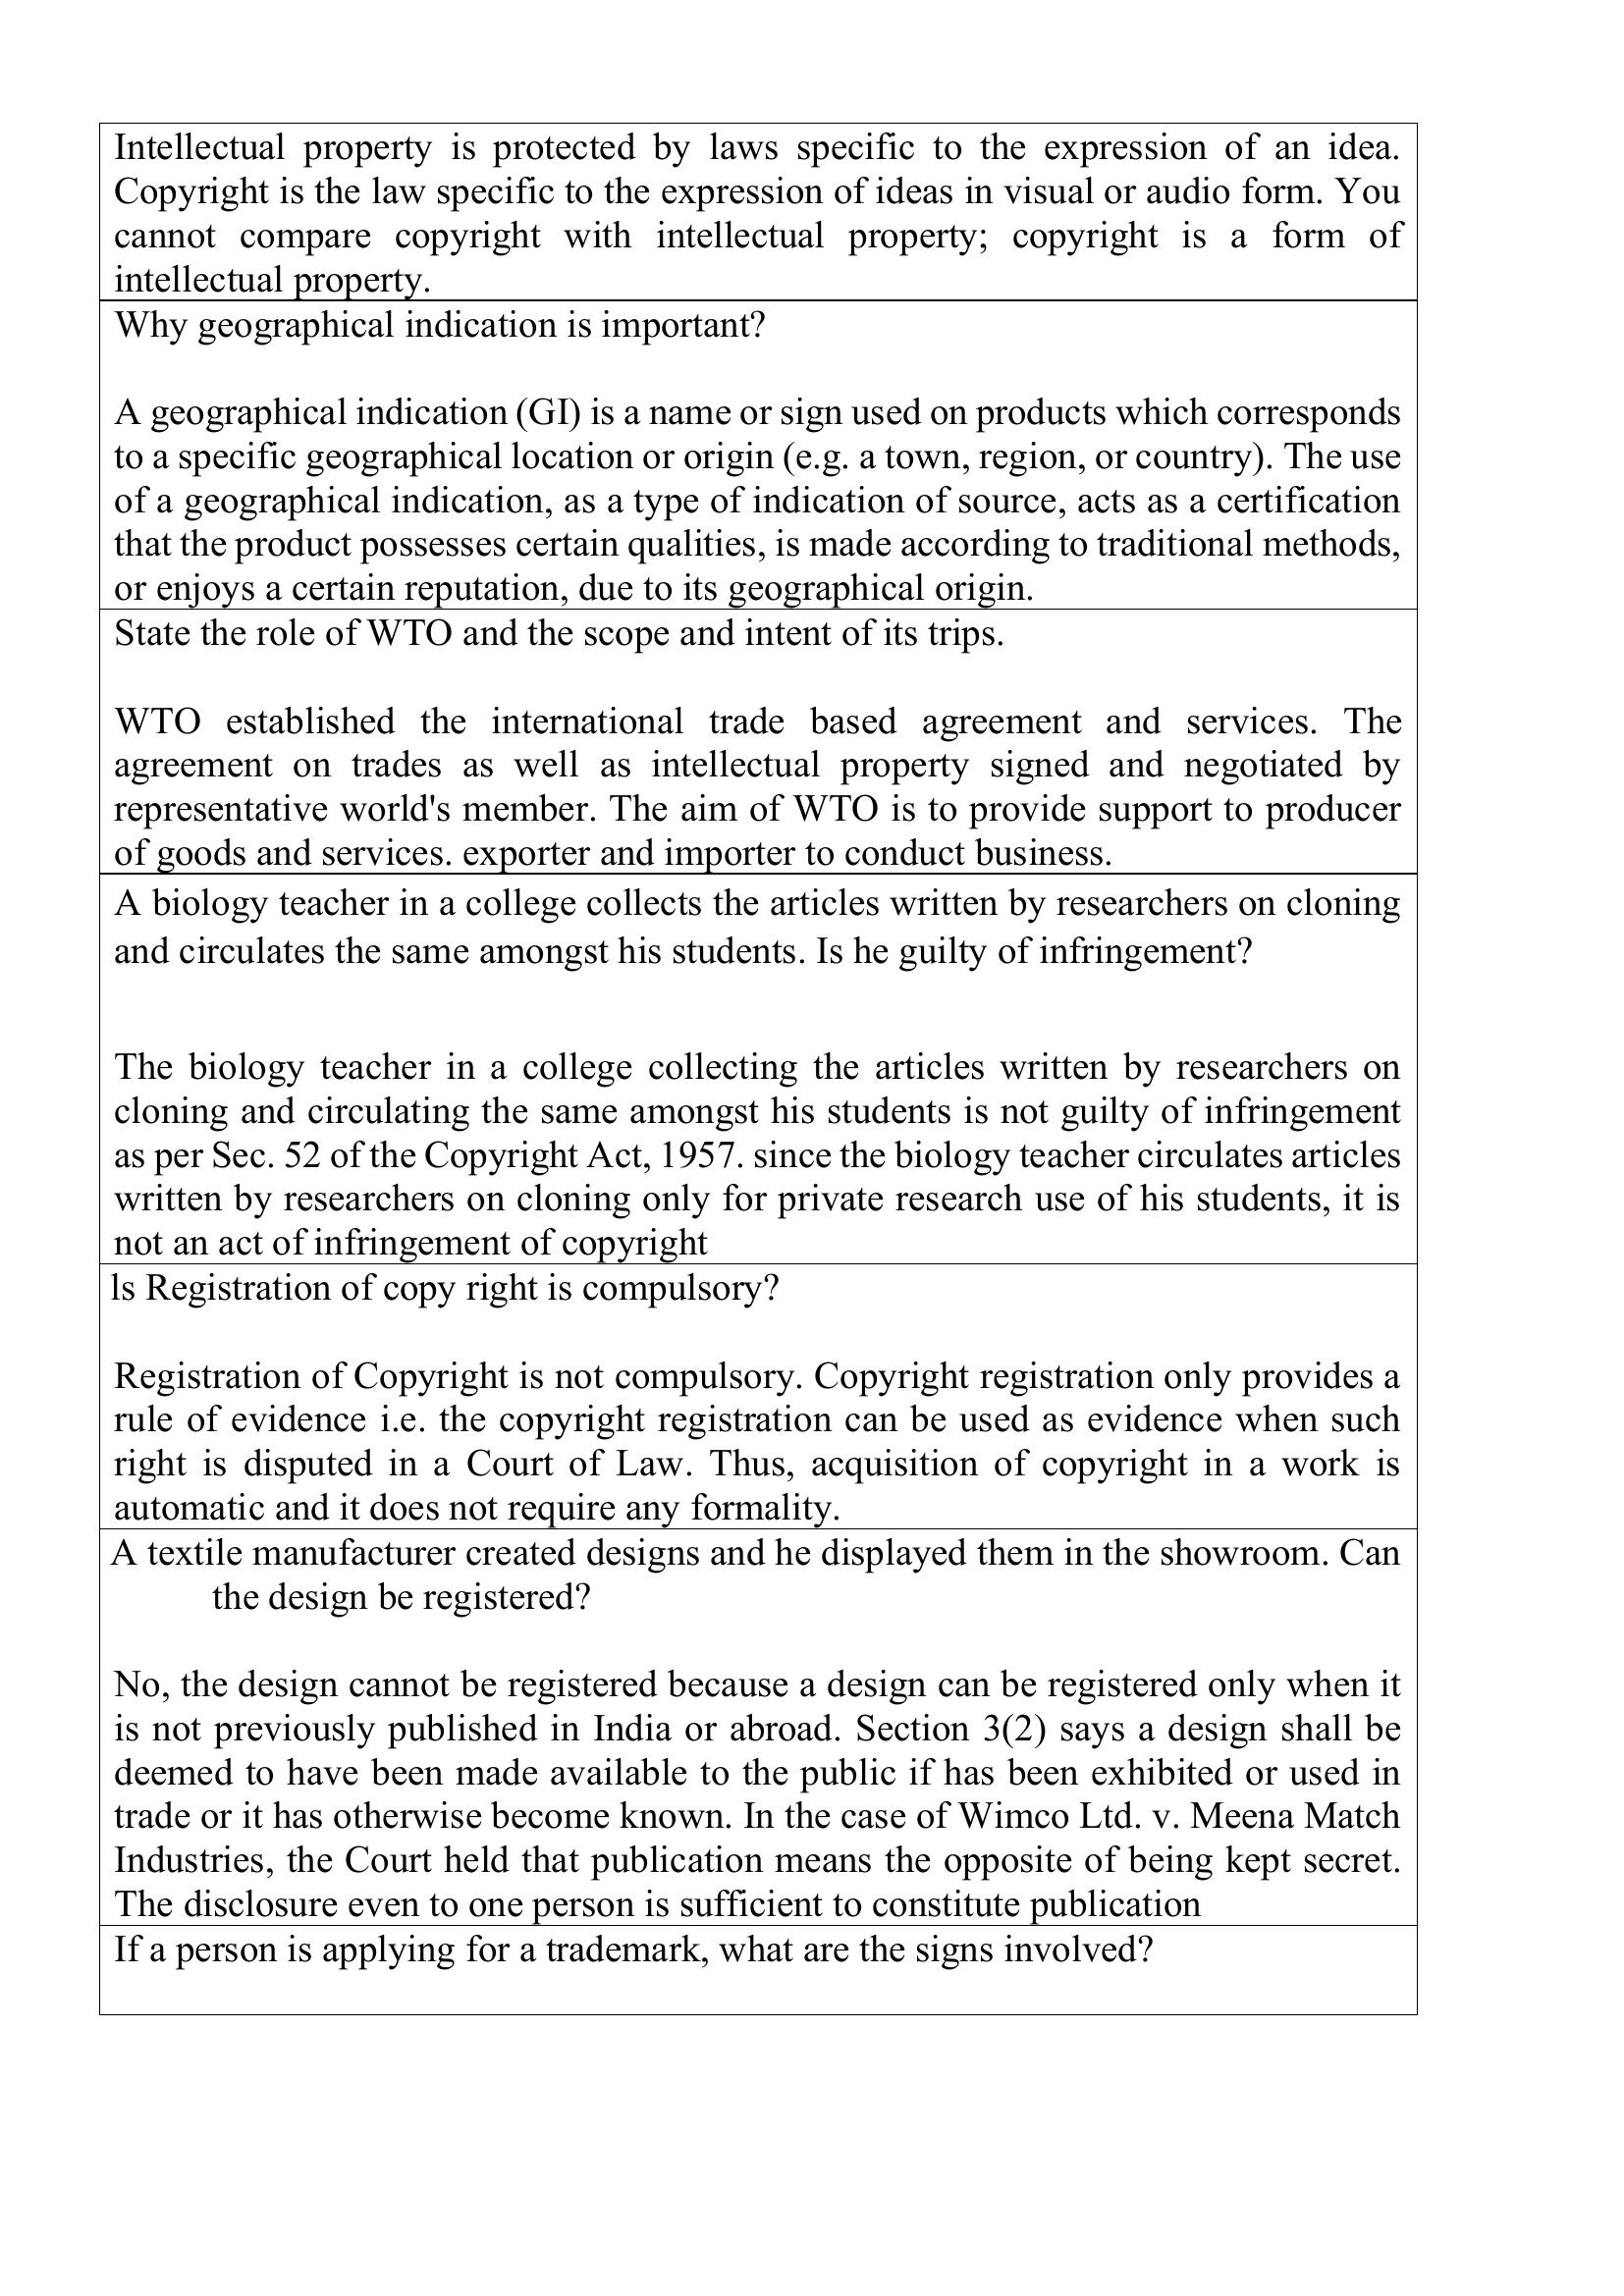 Intellectual property is protected by laws specific to the expression of an idea.
Copyright is the law specific to the expression of ideas in visual or audio form. You
cannot compare copyright with intellectual property; copyright is a form of
intellectual property.
Why geographical indication is important?
A geographical indication (GI) is a name or sign used on products which corresponds
to a specific geographical location or origin (e.g. a town, region, or country). The use
of a geographical indication, as a type of indication of source, acts as a certification
that the product possesses certain qualities, is made according to traditional methods,
or enjoys a certain reputation, due to its geographical origin.
State the role of WTO and the scope and intent of its trips.
WTO established the international trade based agreement and services. The
agreement on trades as well as intellectual property signed and negotiated by
representative world's member. The aim of WTO is to provide support to producer
of goods and services. exporter and importer to conduct business.
A biology teacher in a college collects the articles written by researchers on cloning
and circulates the same amongst his students. Is he guilty of infringement?
The biology teacher in a college collecting the articles written by researchers on
cloning and circulating the same amongst his students is not guilty of infringement
as per Sec. 52 of the Copyright Act, 1957. since the biology teacher circulates articles
written by researchers on cloning only for private research use of his students, it is
not an act of infringement of copyright
ls Registration of copy right is compulsory?
Registration of Copyright is not compulsory. Copyright registration only provides a
rule of evidence i.e. the copyright registration can be used as evidence when such
right is disputed in a Court of Law. Thus, acquisition of copyright in a work is
automatic and it does not require any formality.
A textile manufacturer created designs and he displayed them in the showroom. Can
the design be registered?
No, the design cannot be registered because a design can be registered only when it
is not previously published in India or abroad. Section 3(2) says a design shall be
deemed to have been made available to the public if has been exhibited or used in
trade or it has otherwise become known. In the case of Wimco Ltd. v. Meena Match
Industries, the Court held that publication means the opposite of being kept secret.
The disclosure even to one person is sufficient to constitute publication
If a person is applying for a trademark, what are the signs involved?